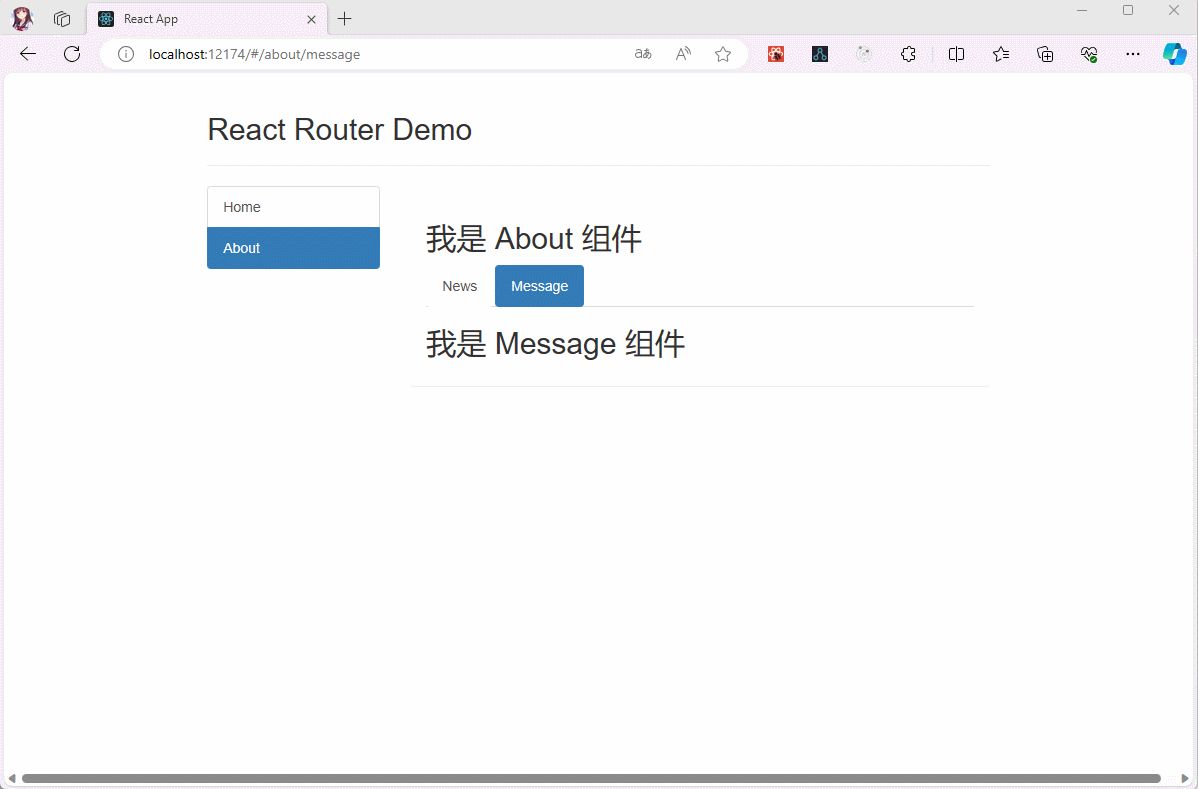 React App
localhost:12174/#/about/message
React Router Demo
Home
About
我是 About 组件
News Message
我是 Message 组件